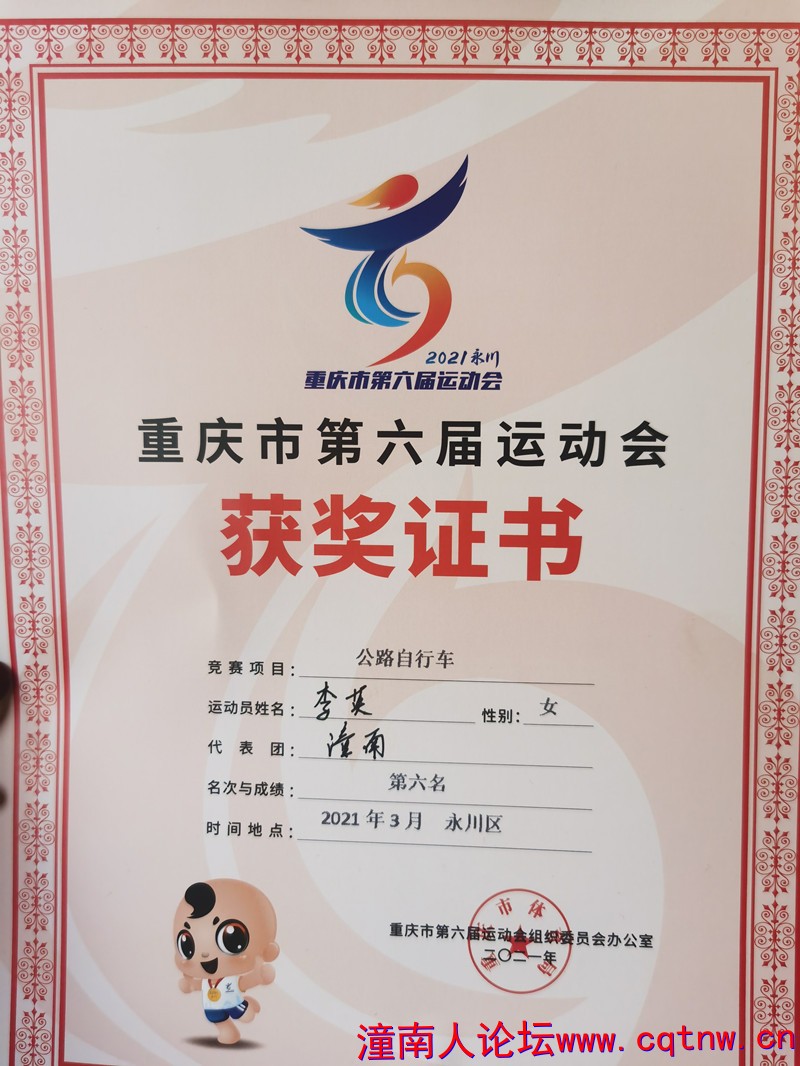 2021永川
重庆市第六届运动会
重庆市第六届运动会
获奖证书
竞赛项目：公路自行车
运动员姓名：李英 性别：女
代表团：潼南
名次与成绩：第六名
时间地点：2021年3月 永川区
重庆市第六届运动会组织委员会办公室
二〇二一年
市体局
潼南人论坛www.cqtnw.cn